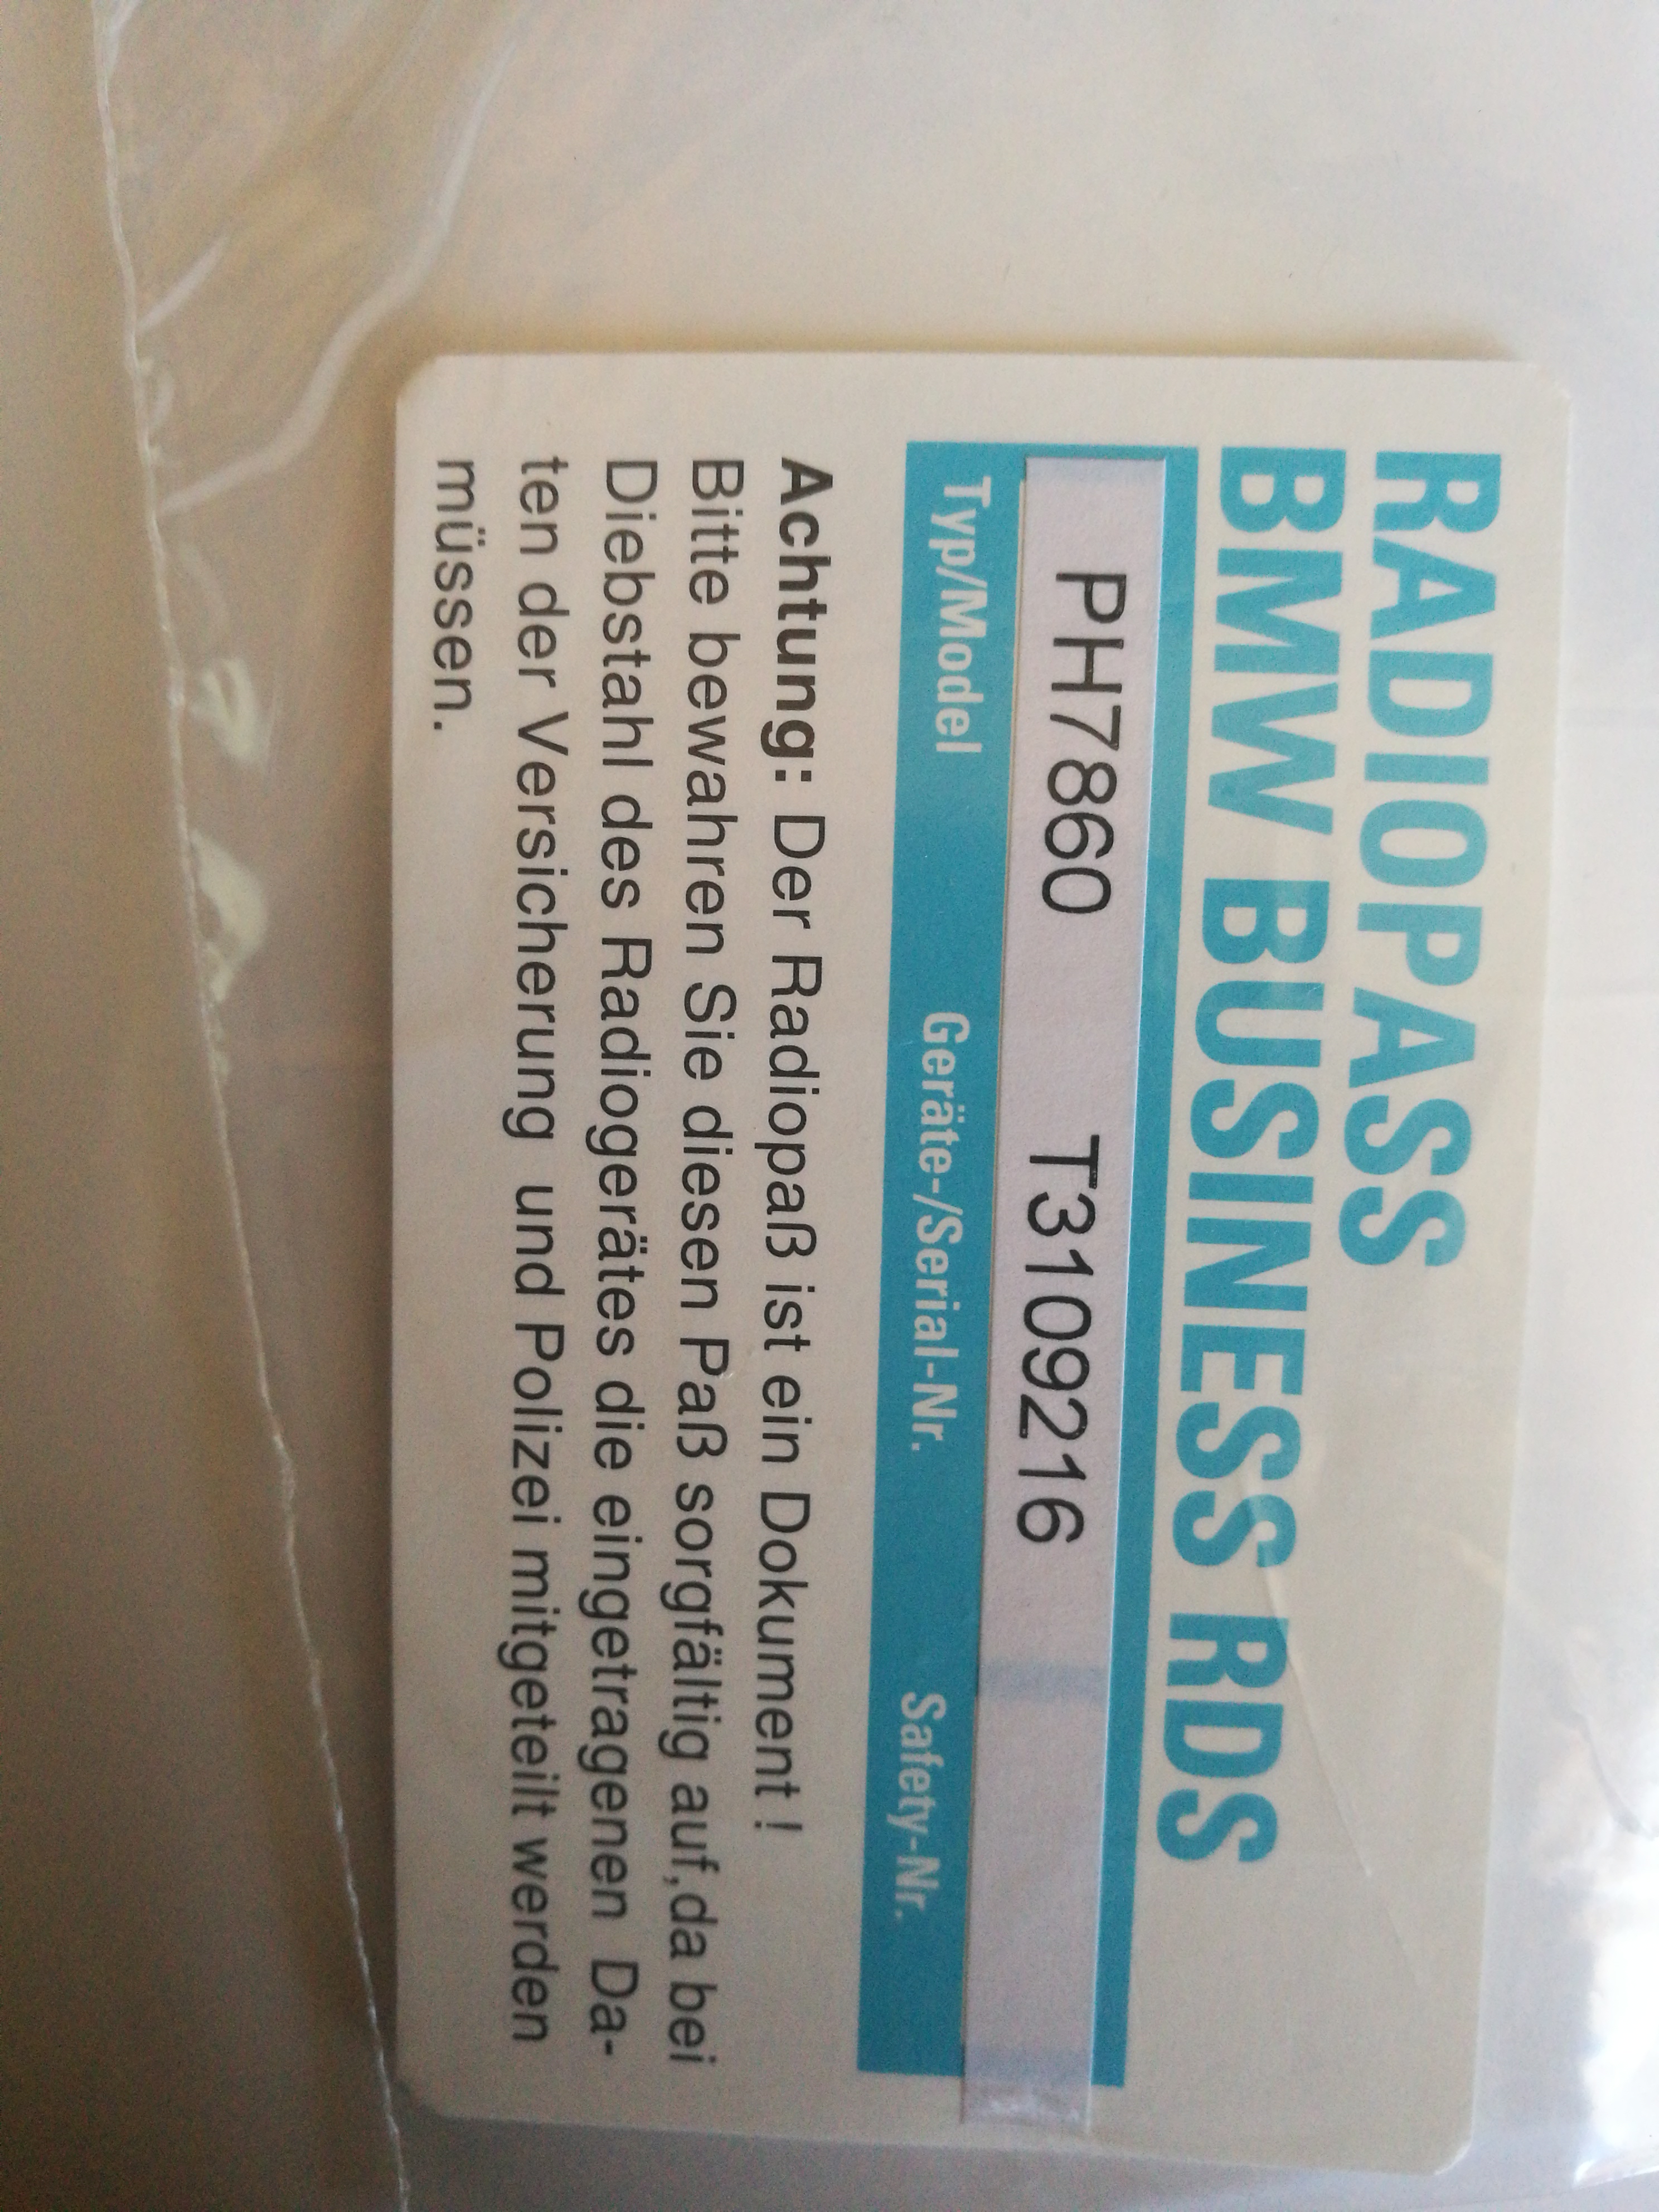 RADIOPASS
BMW BUSINESS RDS
PH7860 T3109216
Typ/Model Geräte-/Serial-Nr. Safety-Nr.
Achtung: Der Radiopaß ist ein Dokument !
Bitte bewahren Sie diesen Paß sorgfältig auf,da bei
Diebstahl des Radiogerätes die eingetragenen Da-
ten der Versicherung und Polizei mitgeteilt werden
müssen.